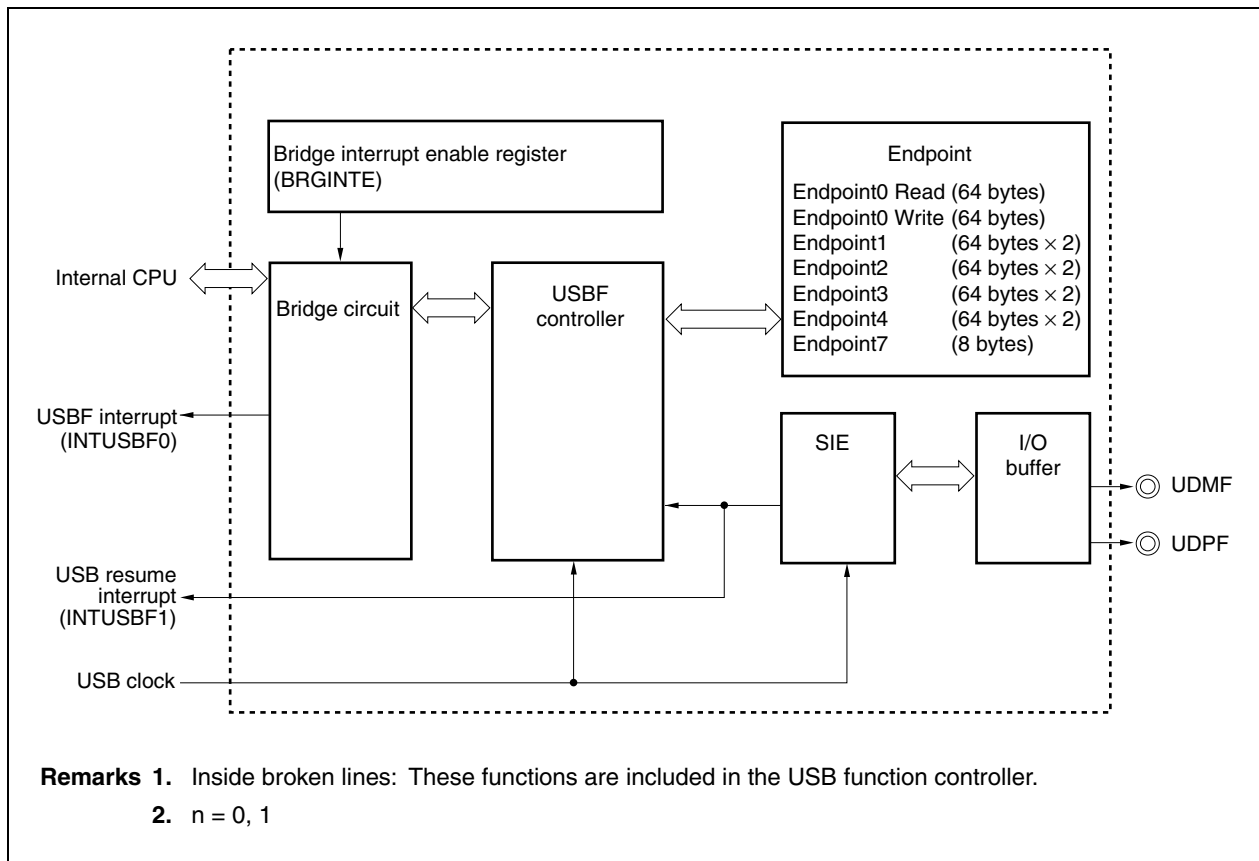 Bridge interrupt enable register
(BRGINTE)
Endpoint
Endpoint0 Read (64 bytes)
Endpoint0 Write (64 bytes)
Endpoint1 (64 bytes × 2)
Endpoint2 (64 bytes × 2)
Endpoint3 (64 bytes × 2)
Endpoint4 (64 bytes × 2)
Endpoint7 (8 bytes)
Internal CPU
Bridge circuit
USBF
controller
USBF interrupt
(INTUSBF0)
SIE
I/O
buffer
UDMF
UDPF
USB resume
interrupt
(INTUSBF1)
USB clock
Remarks 1. Inside broken lines: These functions are included in the USB function controller.
2. n = 0, 1